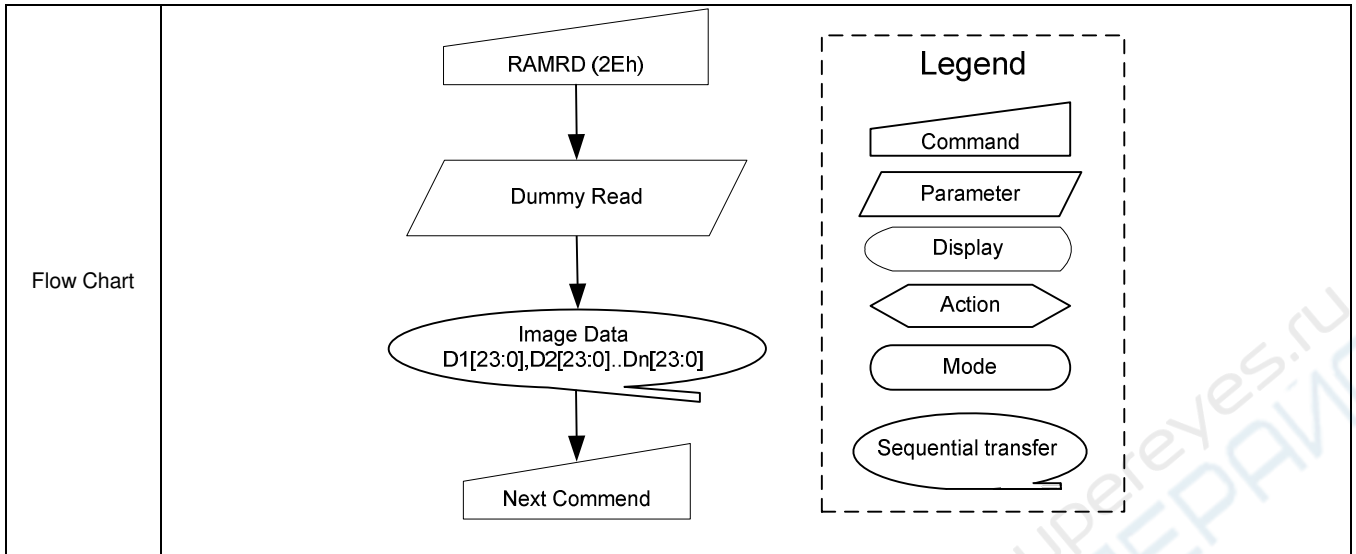 Flow Chart
RAMRD (2Eh)
Dummy Read
Image Data
D1[23:0],D2[23:0]..Dn[23:0]
Next Commend
Legend
Command
Parameter
Display
Action
Mode
Sequential transfer